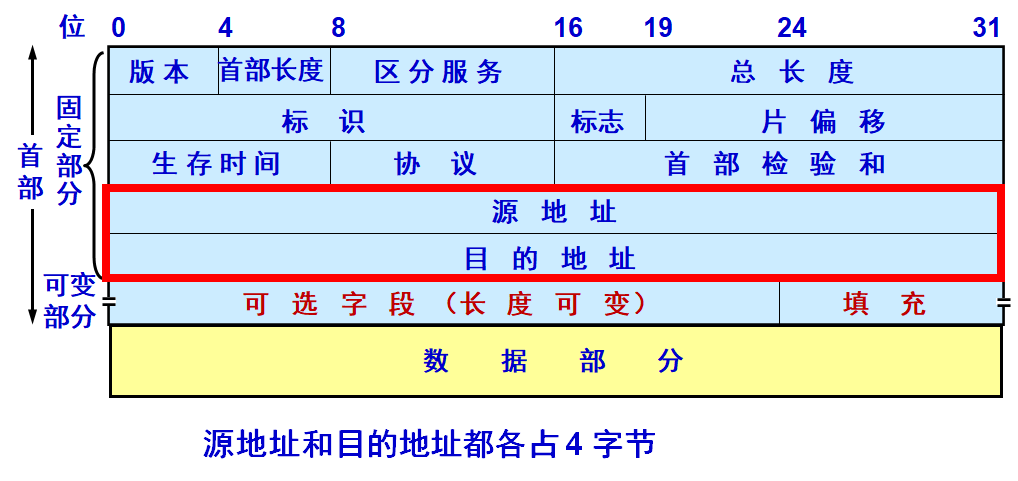 位 0 4 8 16 19 24 31
版本 首部长度 区分服务 总长度
标识 标志 片偏移
生存时间 协议 首部检验和
源地址
目的地址
可选字段（长度可变） 填充
数据部分
首部
固定部分
可变部分
源地址和目的地址都各占 4 字节